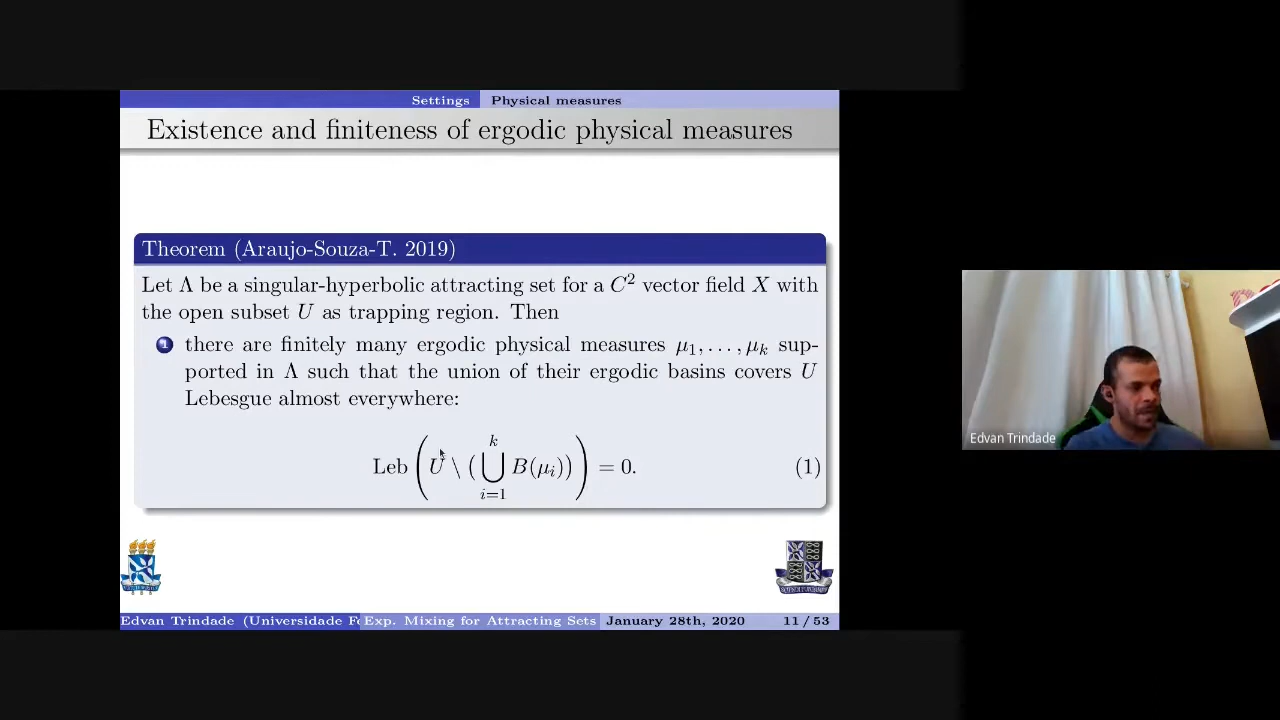 Settings Physical measures
Existence and finiteness of ergodic physical measures
Theorem (Araujo-Souza-T. 2019)
Let Λ be a singular-hyperbolic attracting set for a C² vector field X with
the open subset U as trapping region. Then
1 there are finitely many ergodic physical measures μ₁, . . . , μₖ sup-
ported in Λ such that the union of their ergodic basins covers U
Lebesgue almost everywhere:
Leb ( U \ ( ⋃ᵢ₌₁ᵏ B(μᵢ) ) ) = 0. (1)
Edvan Trindade
Edvan Trindade (Universidade Fe Exp. Mixing for Attracting Sets January 28th, 2020 11 / 53